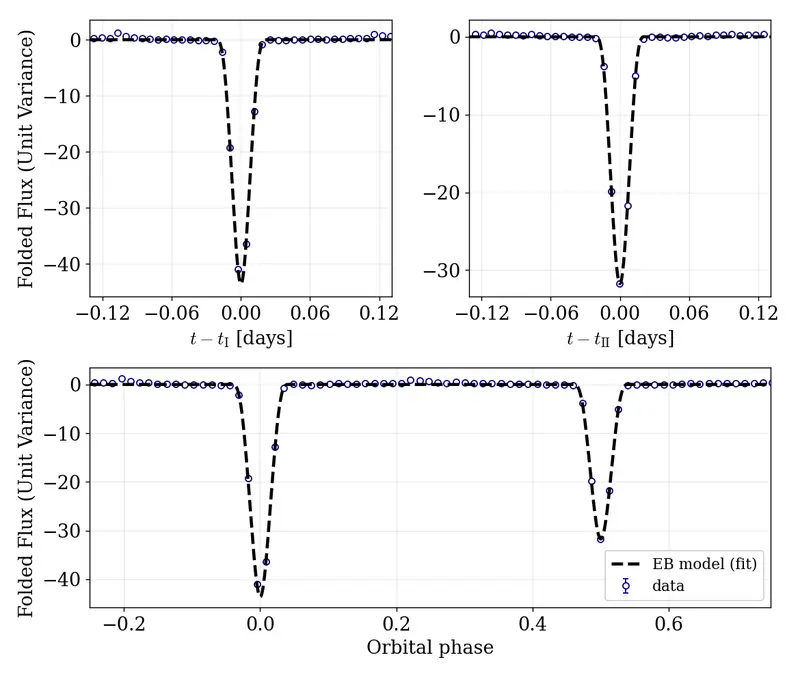 Folded Flux (Unit Variance)
0
−10
−20
−30
−40
−0.12 −0.06 0.00 0.06 0.12
t − tI [days]
0
−10
−20
−30
−0.12 −0.06 0.00 0.06 0.12
t − tII [days]
Folded Flux (Unit Variance)
0
−10
−20
−30
−40
−0.2 0.0 0.2 0.4 0.6
Orbital phase
EB model (fit)
data